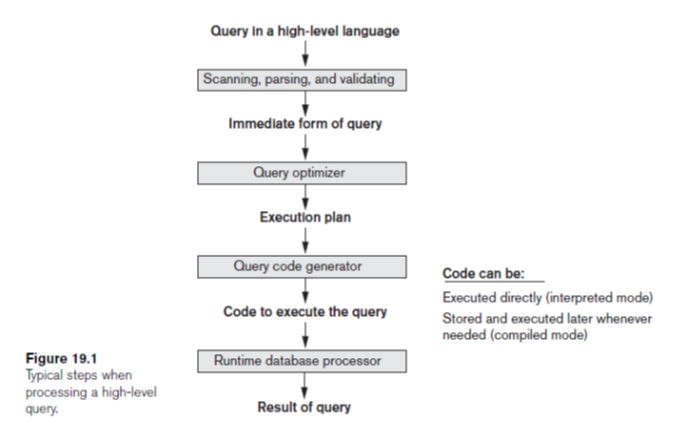 Query in a high-level language
Scanning, parsing, and validating
Immediate form of query
Query optimizer
Execution plan
Query code generator
Code can be:
Executed directly (interpreted mode)
Stored and executed later whenever
needed (compiled mode)
Code to execute the query
Runtime database processor
Result of query
Figure 19.1
Typical steps when
processing a high-level
query.